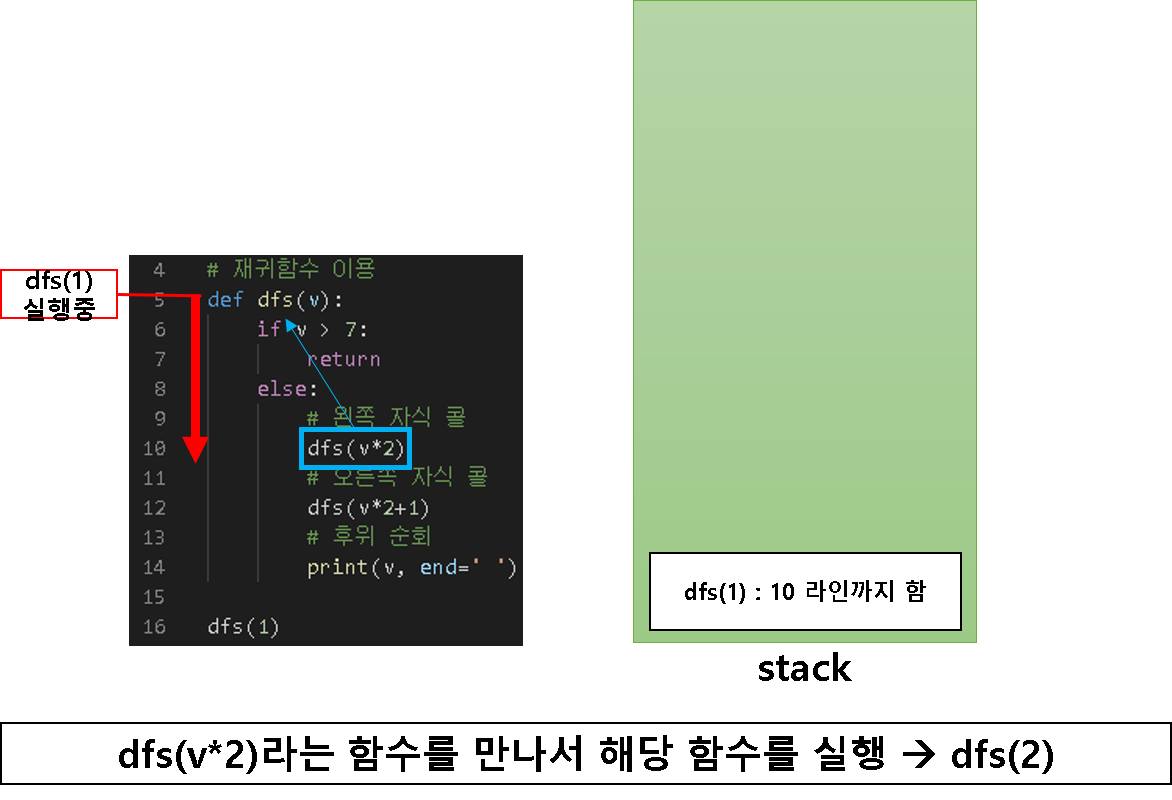 dfs(1)
실행중
4 # 재귀함수 이용
5 def dfs(v):
6 if v > 7:
7 return
8 else:
9 # 왼쪽 자식 콜
10 dfs(v*2)
11 # 오른쪽 자식 콜
12 dfs(v*2+1)
13 # 후위 순회
14 print(v, end=' ')
15
16 dfs(1)
dfs(1) : 10 라인까지 함
stack
dfs(v*2)라는 함수를 만나서 해당 함수를 실행 → dfs(2)